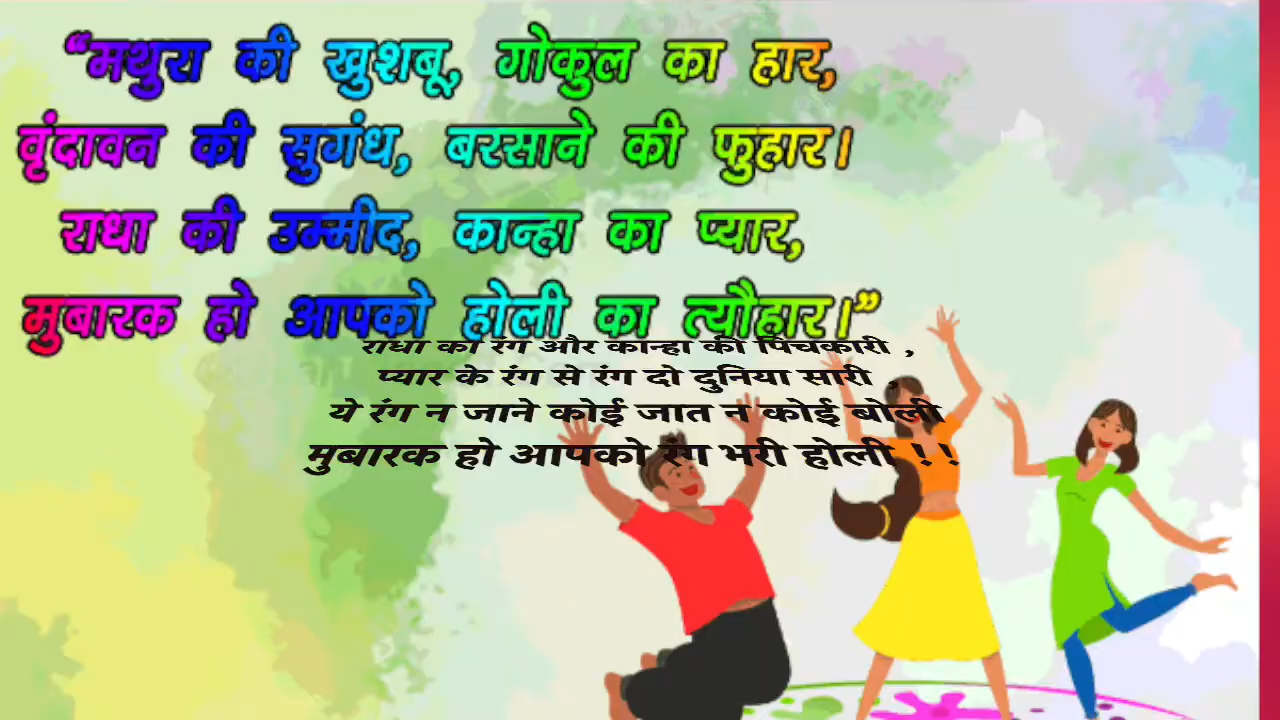 “मथुरा की खुशबू, गोकुल का हार,
वृंदावन की सुगंध, बरसाने की फुहार।
राधा की उम्मीद, कान्हा का प्यार,
मुबारक हो आपको होली का त्यौहार।”
राधा का रंग और कान्हा की पिचकारी ,
प्यार के रंग से रंग दो दुनिया सारी ,
ये रंग न जाने कोई जात न कोई बोली
मुबारक हो आपको रंग भरी होली !!